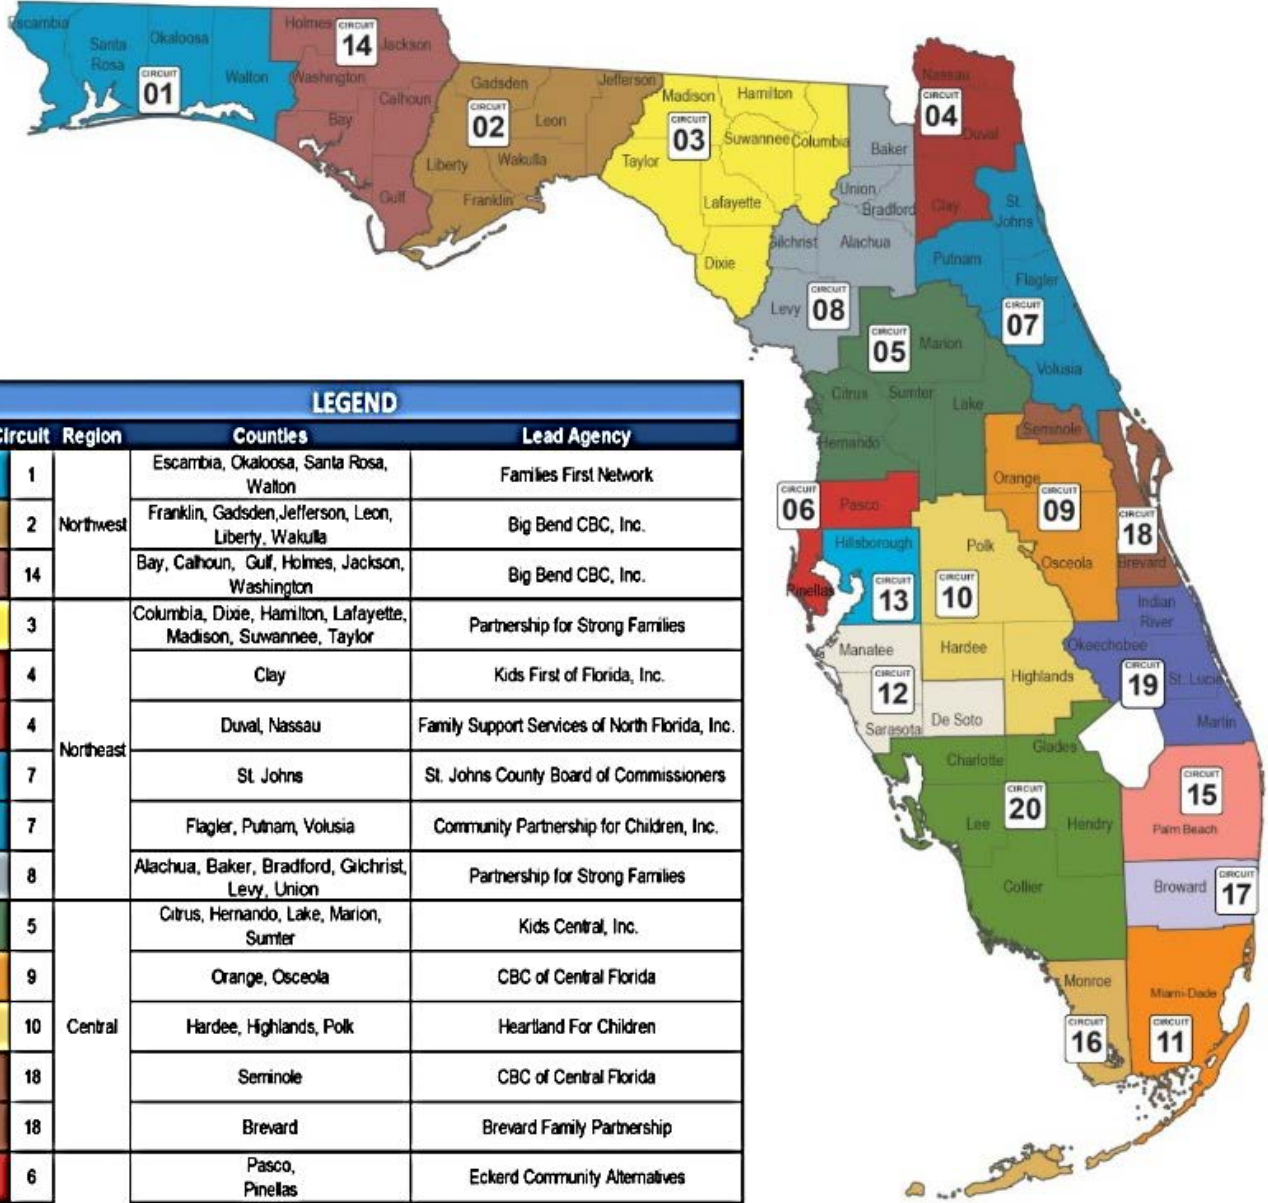 Escambia
Santa
Rosa
Okaloosa
Walton
CIRCUIT
01
Holmes
CIRCUIT
14
Jackson
Washington
Calhoun
Bay
Gulf
Gadsden
Jefferson
CIRCUIT
02
Leon
Liberty
Wakulla
Franklin
Madison
Hamilton
CIRCUIT
03
Suwannee
Columbia
Taylor
Lafayette
Dixie
Nassau
CIRCUIT
04
Duval
Clay
Baker
Union
Bradford
Gilchrist
Alachua
Levy
CIRCUIT
08
St.
Johns
Putnam
Flagler
CIRCUIT
07
Volusia
CIRCUIT
05
Marion
Citrus
Sumter
Lake
Hernando
Seminole
Orange
CIRCUIT
09
Osceola
CIRCUIT
18
Brevard
CIRCUIT
06
Pasco
Pinellas
Hillsborough
CIRCUIT
13
Polk
CIRCUIT
10
Hardee
Highlands
Manatee
CIRCUIT
12
Sarasota
De Soto
Indian
River
Okeechobee
CIRCUIT
19
St. Lucie
Martin
Charlotte
Glades
CIRCUIT
20
Lee
Hendry
Collier
CIRCUIT
15
Palm Beach
Broward
CIRCUIT
17
Monroe
CIRCUIT
16
Miami-Dade
CIRCUIT
11
LEGEND
Circuit Region Counties Lead Agency
1 Escambia, Okaloosa, Santa Rosa, Families First Network
Walton
2 Northwest Franklin, Gadsden,Jefferson, Leon, Big Bend CBC, Inc.
Liberty, Wakulla
14 Bay, Calhoun, Gulf, Holmes, Jackson, Big Bend CBC, Inc.
Washington
3 Columbia, Dixie, Hamilton, Lafayette, Partnership for Strong Families
Madison, Suwannee, Taylor
4 Clay Kids First of Florida, Inc.
4 Duval, Nassau Family Support Services of North Florida, Inc.
Northeast
7 St. Johns St. Johns County Board of Commissioners
7 Flagler, Putnam, Volusia Community Partnership for Children, Inc.
8 Alachua, Baker, Bradford, Gilchrist, Partnership for Strong Families
Levy, Union
5 Citrus, Hernando, Lake, Marion, Kids Central, Inc.
Sumter
9 Orange, Osceola CBC of Central Florida
10 Central Hardee, Highlands, Polk Heartland For Children
18 Seminole CBC of Central Florida
18 Brevard Brevard Family Partnership
6 Pasco, Eckerd Community Alternatives
Pinellas